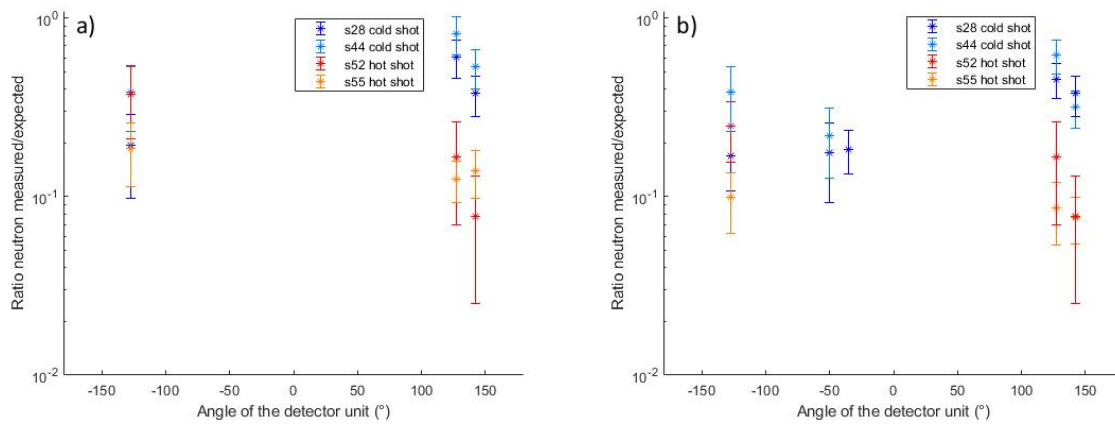 a)
s28 cold shot
s44 cold shot
s52 hot shot
s55 hot shot
10^0
10^-1
10^-2
Ratio neutron measured/expected
-150 -100 -50 0 50 100 150
Angle of the detector unit (°)
b)
s28 cold shot
s44 cold shot
s52 hot shot
s55 hot shot
10^0
10^-1
10^-2
Ratio neutron measured/expected
-150 -100 -50 0 50 100 150
Angle of the detector unit (°)